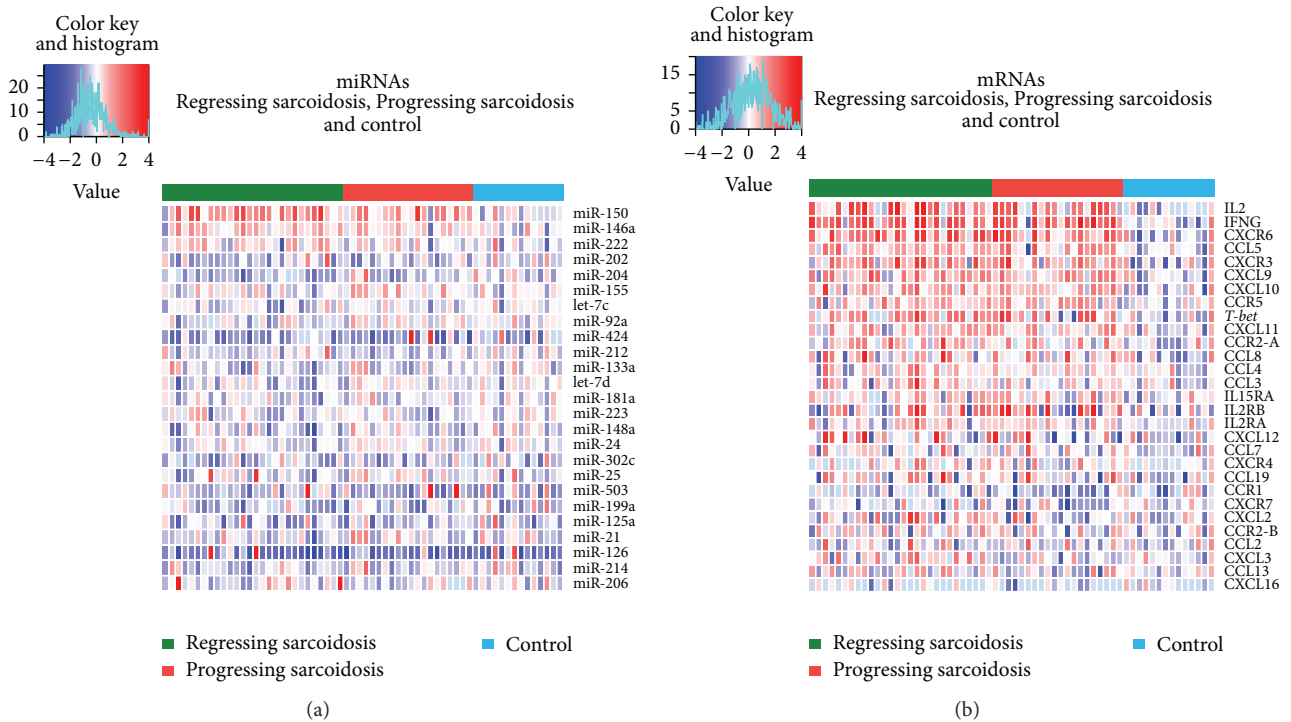 Color key
and histogram
20
10
0
−4 −2 0 2 4
Value
miRNAs
Regressing sarcoidosis, Progressing sarcoidosis
and control
miR-150
miR-146a
miR-222
miR-202
miR-204
miR-155
let-7c
miR-92a
miR-424
miR-212
miR-133a
let-7d
miR-181a
miR-223
miR-148a
miR-24
miR-302c
miR-25
miR-503
miR-199a
miR-125a
miR-21
miR-126
miR-214
miR-206
Regressing sarcoidosis
Progressing sarcoidosis
Control
(a)
Color key
and histogram
15
10
5
0
−4 −2 0 2 4
Value
mRNAs
Regressing sarcoidosis, Progressing sarcoidosis
and control
IL2
IFNG
CXCR6
CCL5
CXCR3
CXCL9
CXCL10
CCR5
T-bet
CXCL11
CCR2-A
CCL8
CCL4
CCL3
IL15RA
IL2RB
IL2RA
CXCL12
CCL7
CXCR4
CCL19
CCR1
CXCR7
CXCL2
CCR2-B
CCL2
CXCL3
CCL13
CXCL16
Regressing sarcoidosis
Progressing sarcoidosis
Control
(b)